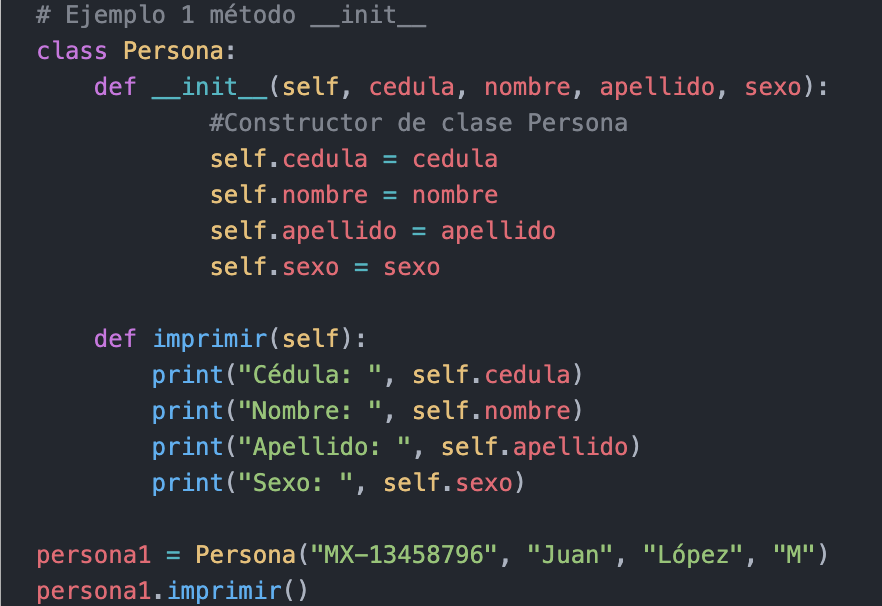 # Ejemplo 1 método __init__
class Persona:
    def __init__(self, cedula, nombre, apellido, sexo):
            #Constructor de clase Persona
            self.cedula = cedula
            self.nombre = nombre
            self.apellido = apellido
            self.sexo = sexo

    def imprimir(self):
        print("Cédula: ", self.cedula)
        print("Nombre: ", self.nombre)
        print("Apellido: ", self.apellido)
        print("Sexo: ", self.sexo)

persona1 = Persona("MX-13458796", "Juan", "López", "M")
persona1.imprimir()